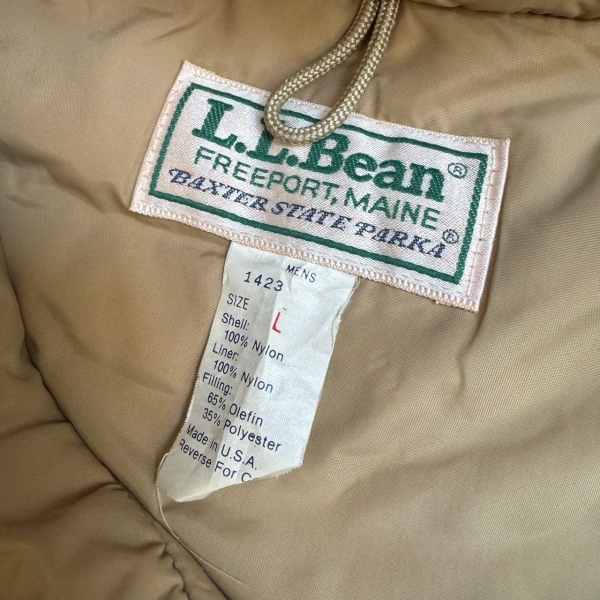 L.L.Bean®
FREEPORT, MAINE
BAXTER STATE PARKA®
MENS
1423
SIZE L
Shell:
100% Nylon
Liner:
100% Nylon
Filling:
65% Olefin
35% Polyester
Made in U.S.A.
Reverse For C